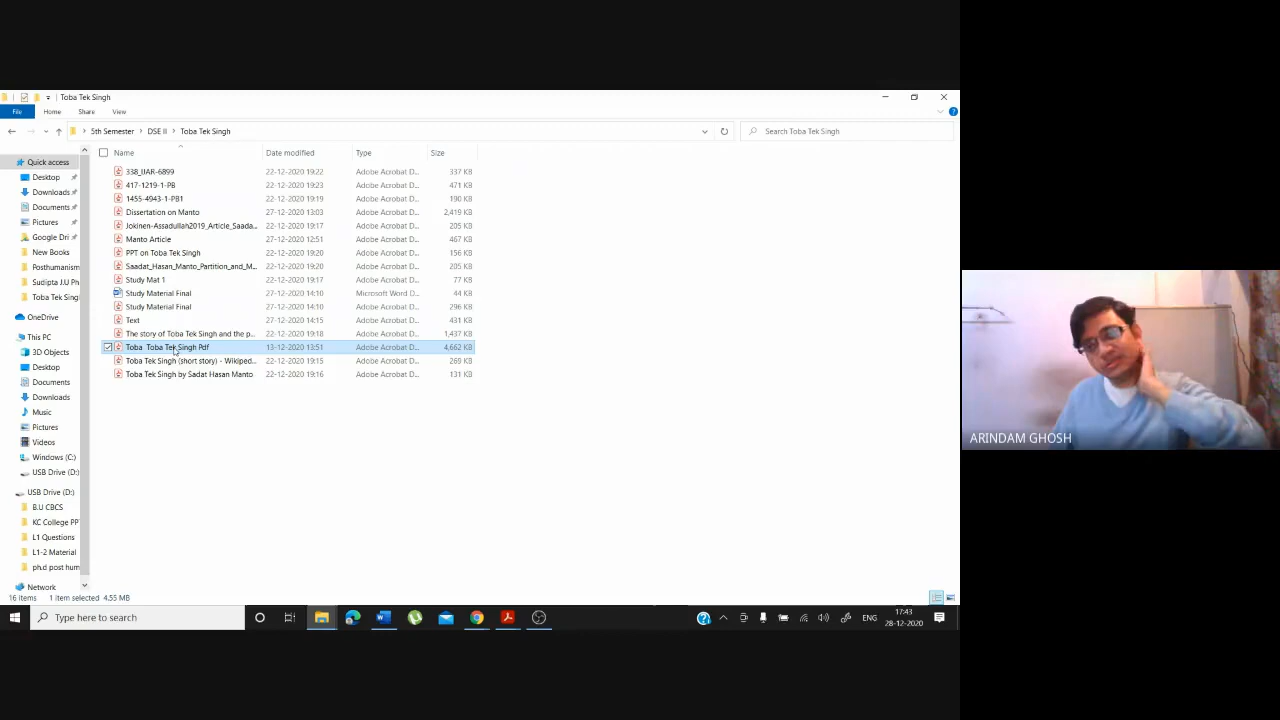 Toba Tek Singh
File Home Share View
5th Semester DSE II Toba Tek Singh
Search Toba Tek Singh
Name Date modified Type Size
338_IJAR-6899 22-12-2020 19:22 Adobe Acrobat D... 337 KB
417-1219-1-PB 22-12-2020 19:23 Adobe Acrobat D... 471 KB
1455-4943-1-PB1 22-12-2020 19:19 Adobe Acrobat D... 190 KB
Dissertation on Manto 27-12-2020 13:03 Adobe Acrobat D... 2,419 KB
Jokinen-Assadullah2019_Article_Saada... 22-12-2020 19:17 Adobe Acrobat D... 205 KB
Manto Article 27-12-2020 12:51 Adobe Acrobat D... 467 KB
PPT on Toba Tek Singh 22-12-2020 19:20 Adobe Acrobat D... 156 KB
Saadat_Hasan_Manto_Partition_and_M... 22-12-2020 19:20 Adobe Acrobat D... 205 KB
Study Mat 1 22-12-2020 19:17 Adobe Acrobat D... 77 KB
Study Material Final 27-12-2020 14:10 Microsoft Word D... 44 KB
Study Material Final 27-12-2020 14:10 Adobe Acrobat D... 296 KB
Text 27-12-2020 14:15 Adobe Acrobat D... 431 KB
The story of Toba Tek Singh and the p... 22-12-2020 19:18 Adobe Acrobat D... 1,437 KB
Toba Toba Tek Singh Pdf 13-12-2020 13:51 Adobe Acrobat D... 4,662 KB
Toba Tek Singh (short story) - Wikiped... 22-12-2020 19:15 Adobe Acrobat D... 269 KB
Toba Tek Singh by Sadat Hasan Manto 22-12-2020 19:16 Adobe Acrobat D... 131 KB
Quick access
Desktop
Downloads
Documents
Pictures
Google Dri
New Books
Posthumanism
Sudipta J.U Ph
Toba Tek Sing
OneDrive
This PC
3D Objects
Desktop
Documents
Downloads
Music
Pictures
Videos
Windows (C:)
USB Drive (D:)
USB Drive (D:)
B.U CBCS
KC College PP
L1 Questions
L1-2 Material
ph.d post hum
Network
16 items 1 item selected 4.55 MB
Type here to search
ENG
17:43
28-12-2020
ARINDAM GHOSH